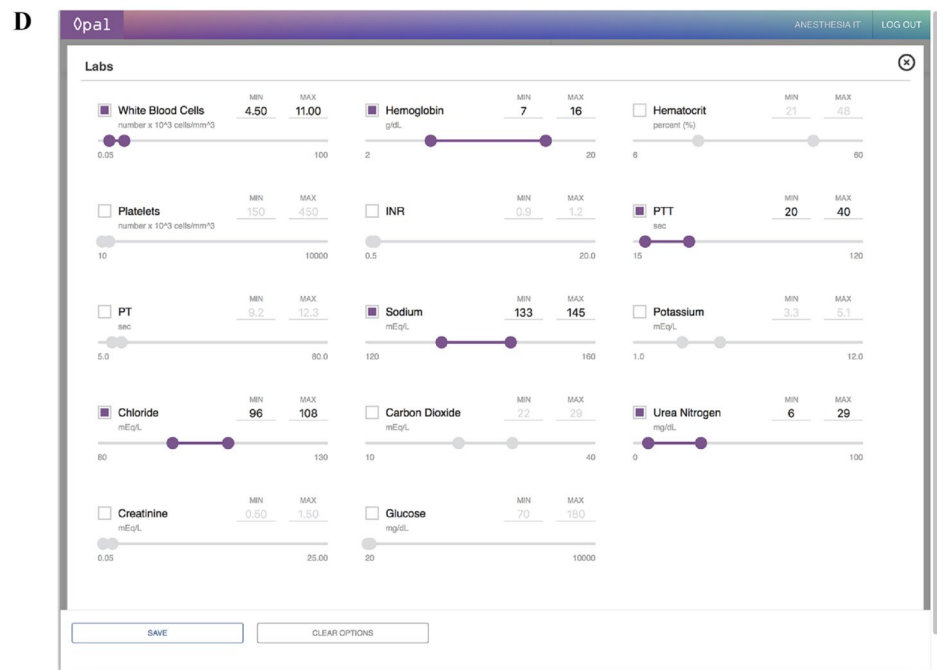 D
Opal
ANESTHESIA IT LOG OUT
Labs
MIN MAX MIN MAX MIN MAX
White Blood Cells 4.50 11.00 Hemoglobin 7 16 Hematocrit 21 48
number x 10^3 cells/mm^3 g/dL percent (%)
0.05 100 2 20 6 60
MIN MAX MIN MAX MIN MAX
Platelets 150 450 INR 0.9 1.2 PTT 20 40
number x 10^3 cells/mm^3 sec
10 10000 0.5 20.0 15 120
MIN MAX MIN MAX MIN MAX
PT 9.2 12.3 Sodium 133 145 Potassium 3.3 5.1
sec mEq/L mEq/L
5.0 80.0 120 160 1.0 12.0
MIN MAX MIN MAX MIN MAX
Chloride 96 108 Carbon Dioxide 22 29 Urea Nitrogen 6 29
mEq/L mEq/L mg/dL
80 130 10 40 0 100
MIN MAX MIN MAX
Creatinine 0.50 1.50 Glucose 70 180
mEq/L mg/dL
0.05 25.00 20 10000
SAVE CLEAR OPTIONS